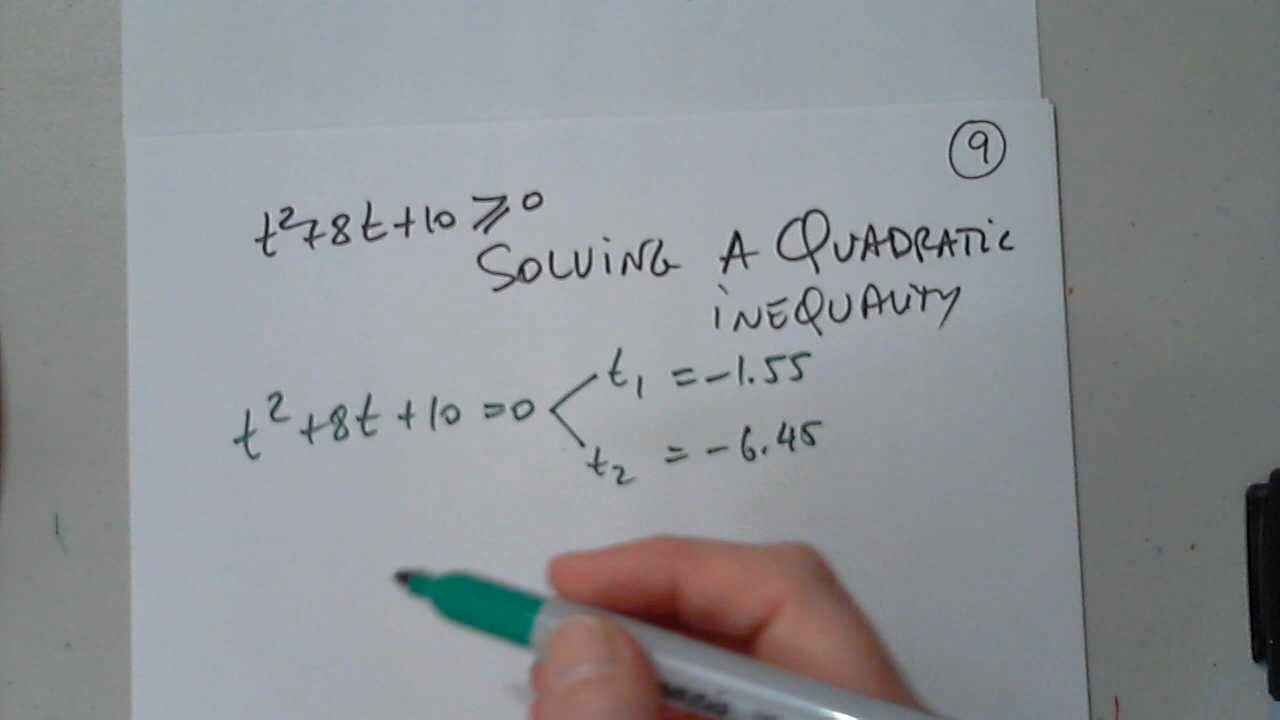 9
t²+8t+10 ⩾0
SOLViNG A QUADRATiC
iNEQUALITY
t²+8t+10=0
t₁ =-1.55
t₂ =-6.45